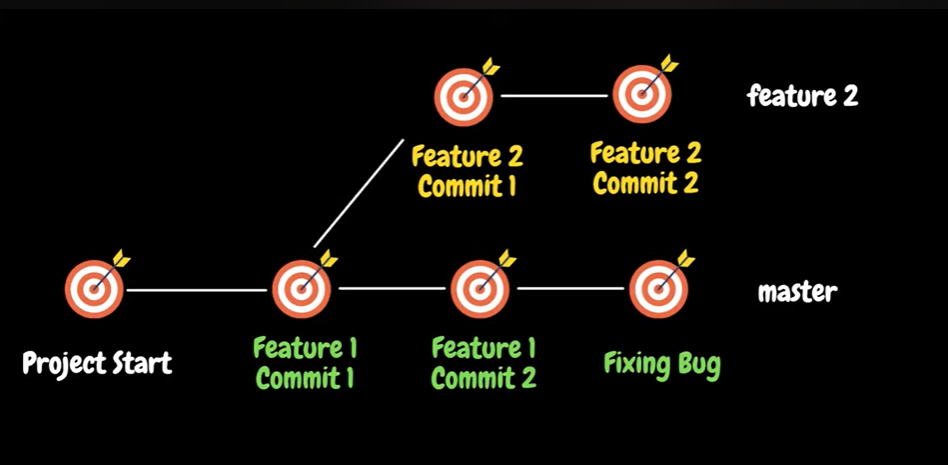 feature 2
Feature 2
Commit 1
Feature 2
Commit 2
master
Project Start
Feature 1
Commit 1
Feature 1
Commit 2
Fixing Bug